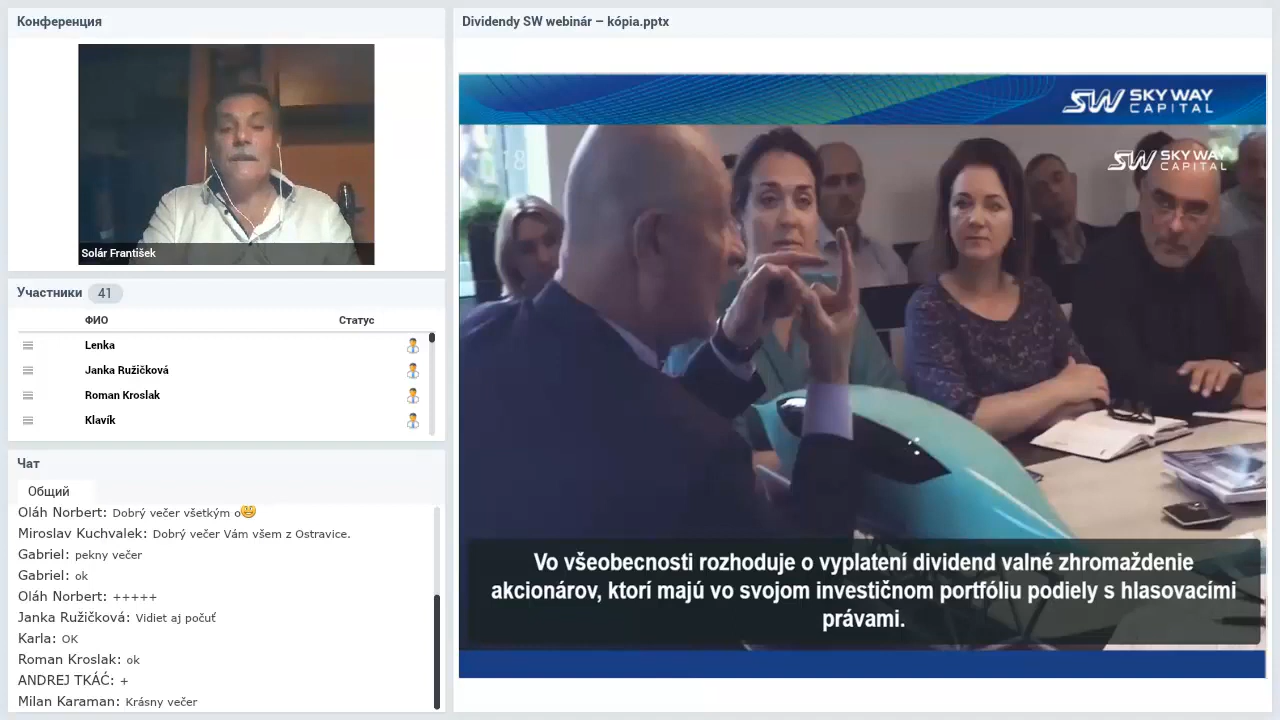 Конференция
Solár František
Участники 41
ФИО Статус
Lenka
Janka Ružičková
Roman Kroslak
Klavík
Чат
Общий
Oláh Norbert: Dobrý večer všetkým o
Miroslav Kuchvalek: Dobrý večer Vám všem z Ostravice.
Gabriel: pekny večer
Gabriel: ok
Oláh Norbert: +++++
Janka Ružičková: Vidiet aj počuť
Karla: OK
Roman Kroslak: ok
ANDREJ TKÁČ: +
Milan Karaman: Krásny večer
Dividendy SW webinár – kópia.pptx
SW SKY WAY
CAPITAL
18
SW SKY WAY
CAPITAL
Vo všeobecnosti rozhoduje o vyplatení dividend valné zhromaždenie
akcionárov, ktorí majú vo svojom investičnom portfóliu podiely s hlasovacími
právami.